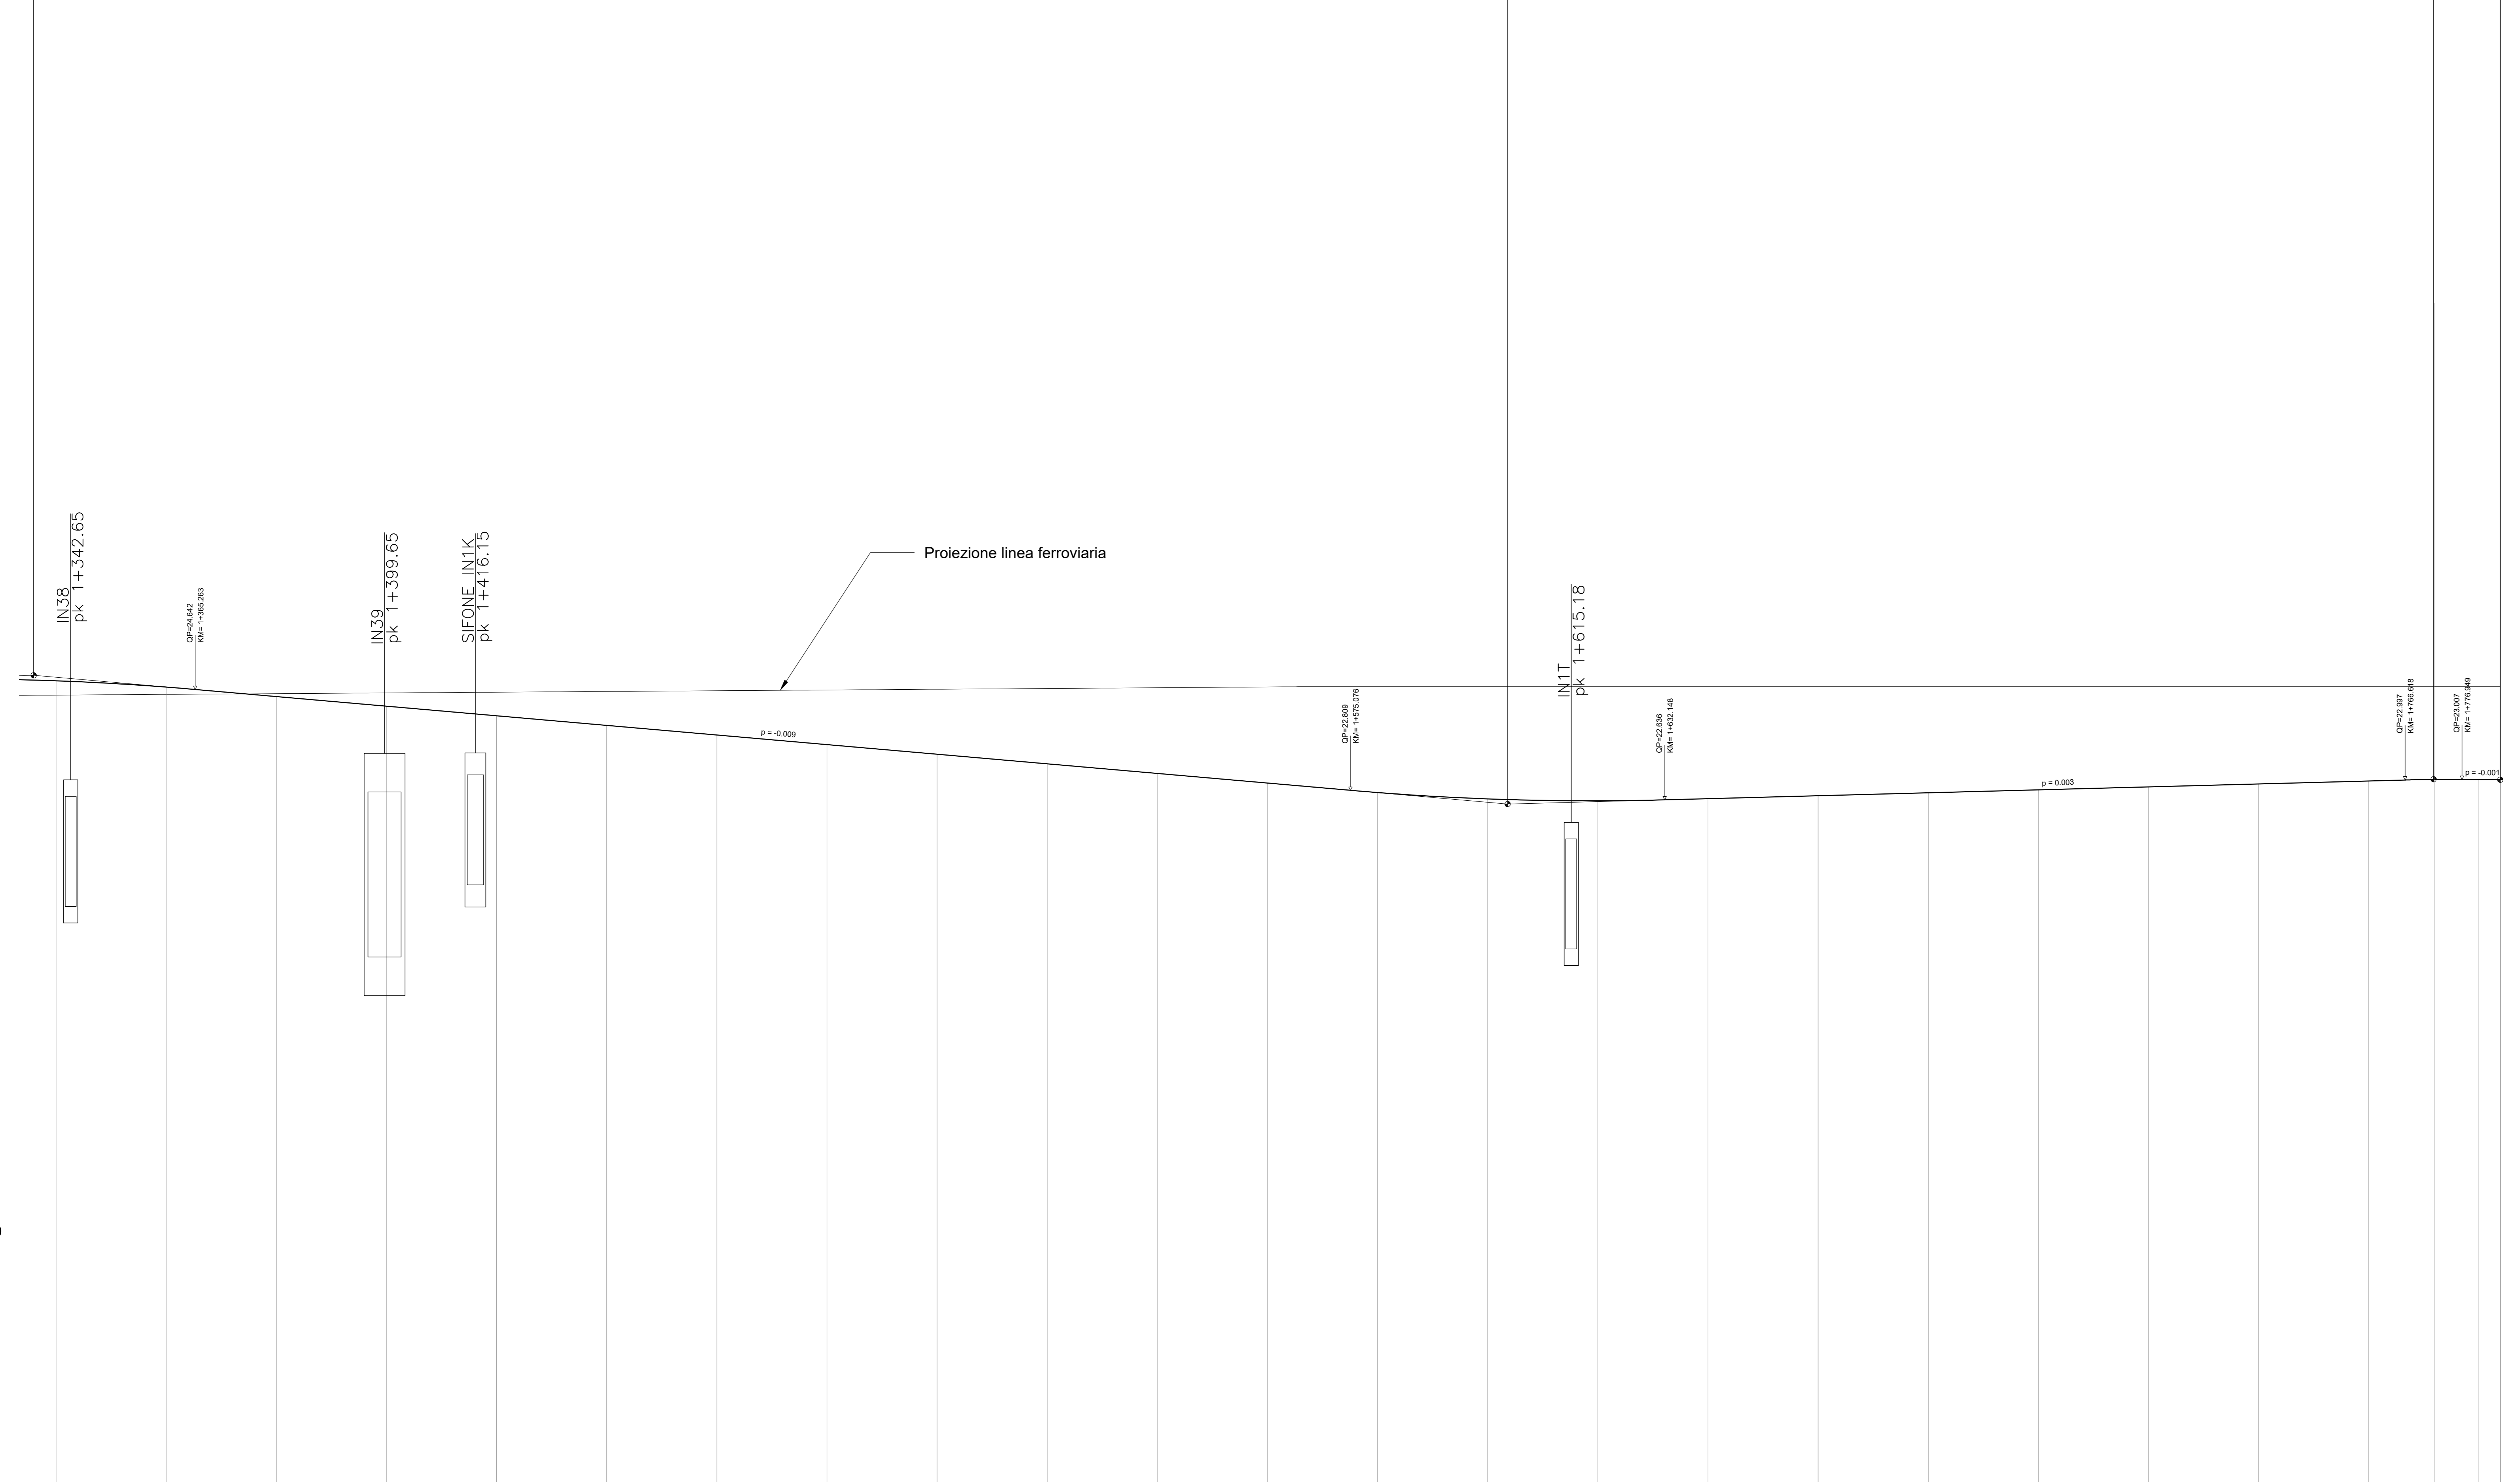 IN38
pk 1+342.65
QP=24.642
KM= 1+365.263
IN39
pk 1+399.65
SIFONE IN1K
pk 1+416.15
Proiezione linea ferroviaria
p = -0.009
QP=22.809
KM= 1+575.076
IN1T
pk 1+615.18
QP=22.636
KM= 1+632.148
p = 0.003
QP=22.997
KM= 1+766.618
QP=23.007
KM= 1+776.949
p = -0.001